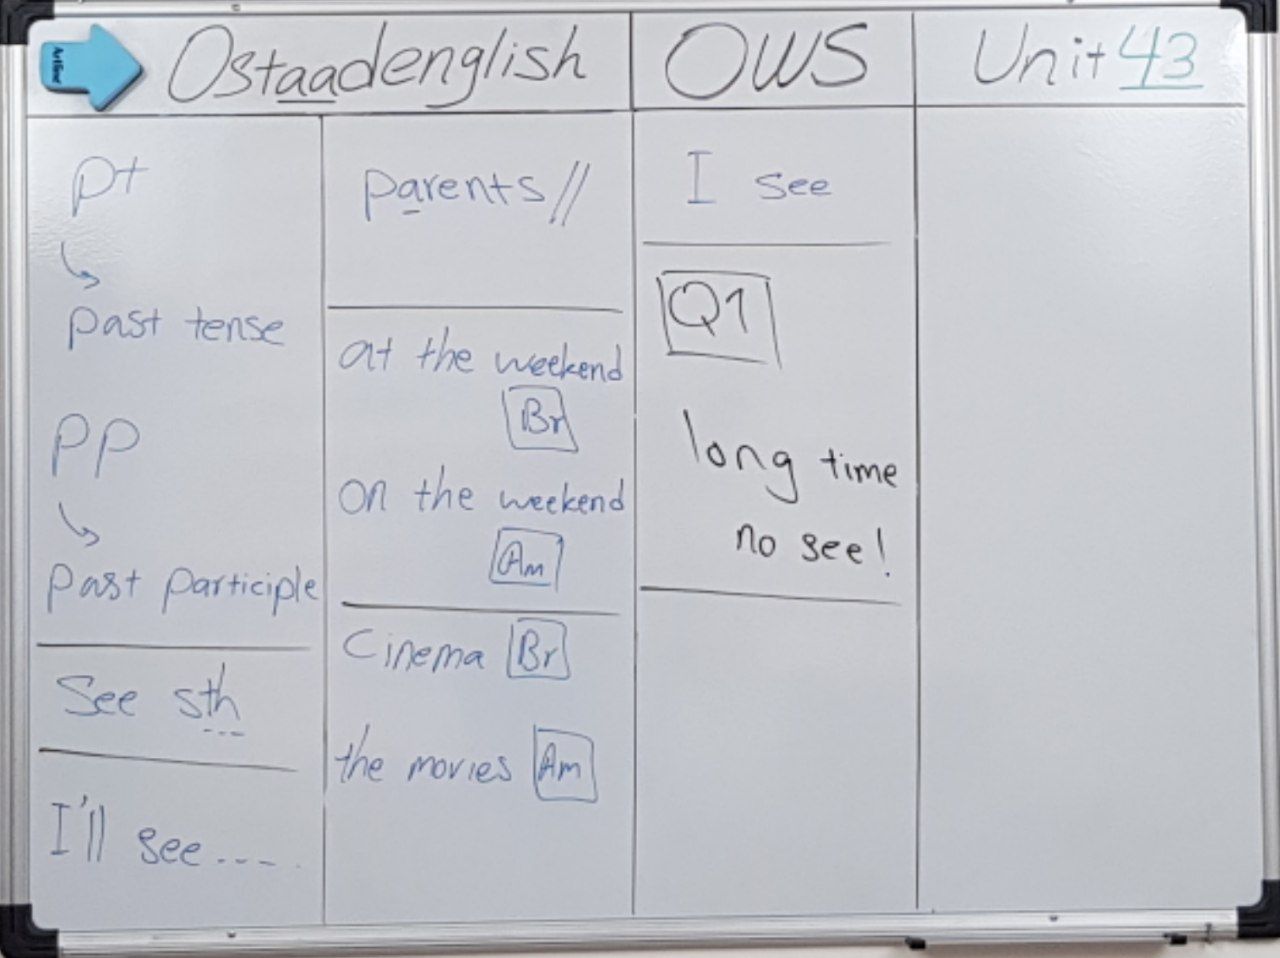 Ostaadenglish
OWS
Unit 43
Artline
pt
past tense
pp
past participle
See sth
I'll see ....
parents //
at the weekend
Br
on the weekend
Am
Cinema Br
the movies Am
I see
Q1
long time
no see!